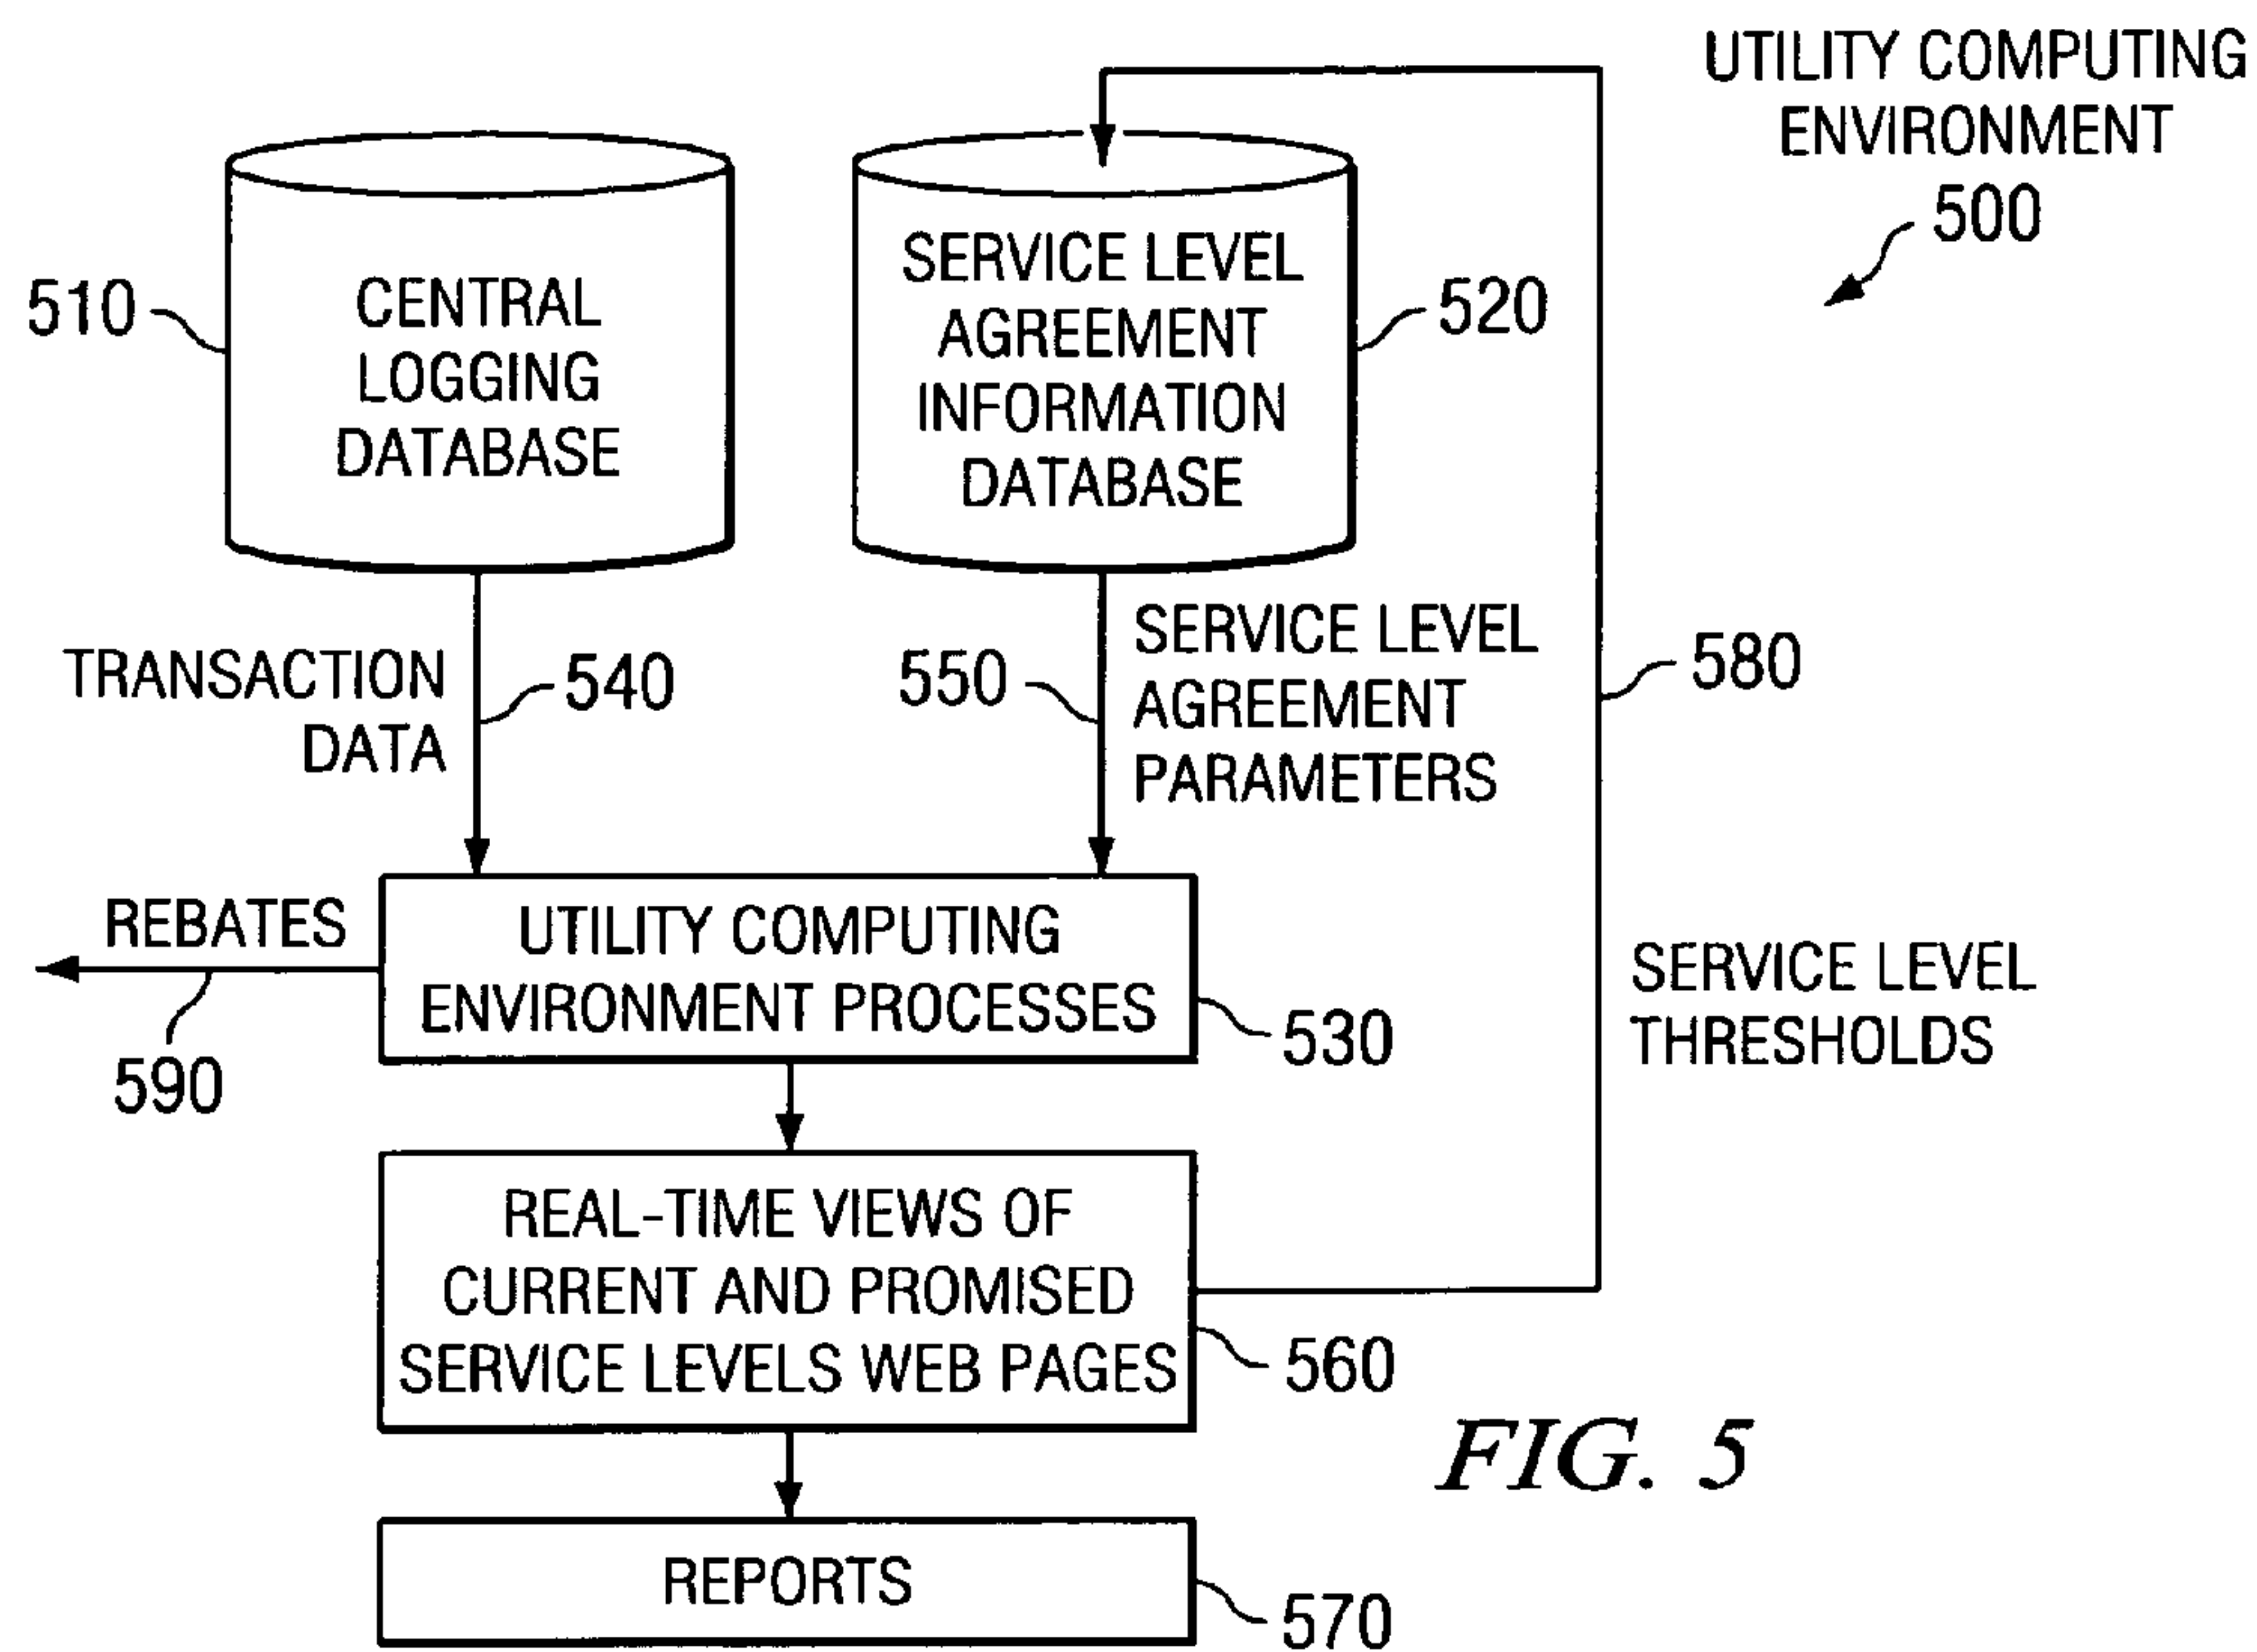 UTILITY COMPUTING
ENVIRONMENT
500
510
CENTRAL
LOGGING
DATABASE
SERVICE LEVEL
AGREEMENT
INFORMATION
DATABASE
520
TRANSACTION
DATA
540
550
SERVICE LEVEL
AGREEMENT
PARAMETERS
580
REBATES
590
UTILITY COMPUTING
ENVIRONMENT PROCESSES
530
SERVICE LEVEL
THRESHOLDS
REAL-TIME VIEWS OF
CURRENT AND PROMISED
SERVICE LEVELS WEB PAGES
560
REPORTS
570
FIG. 5